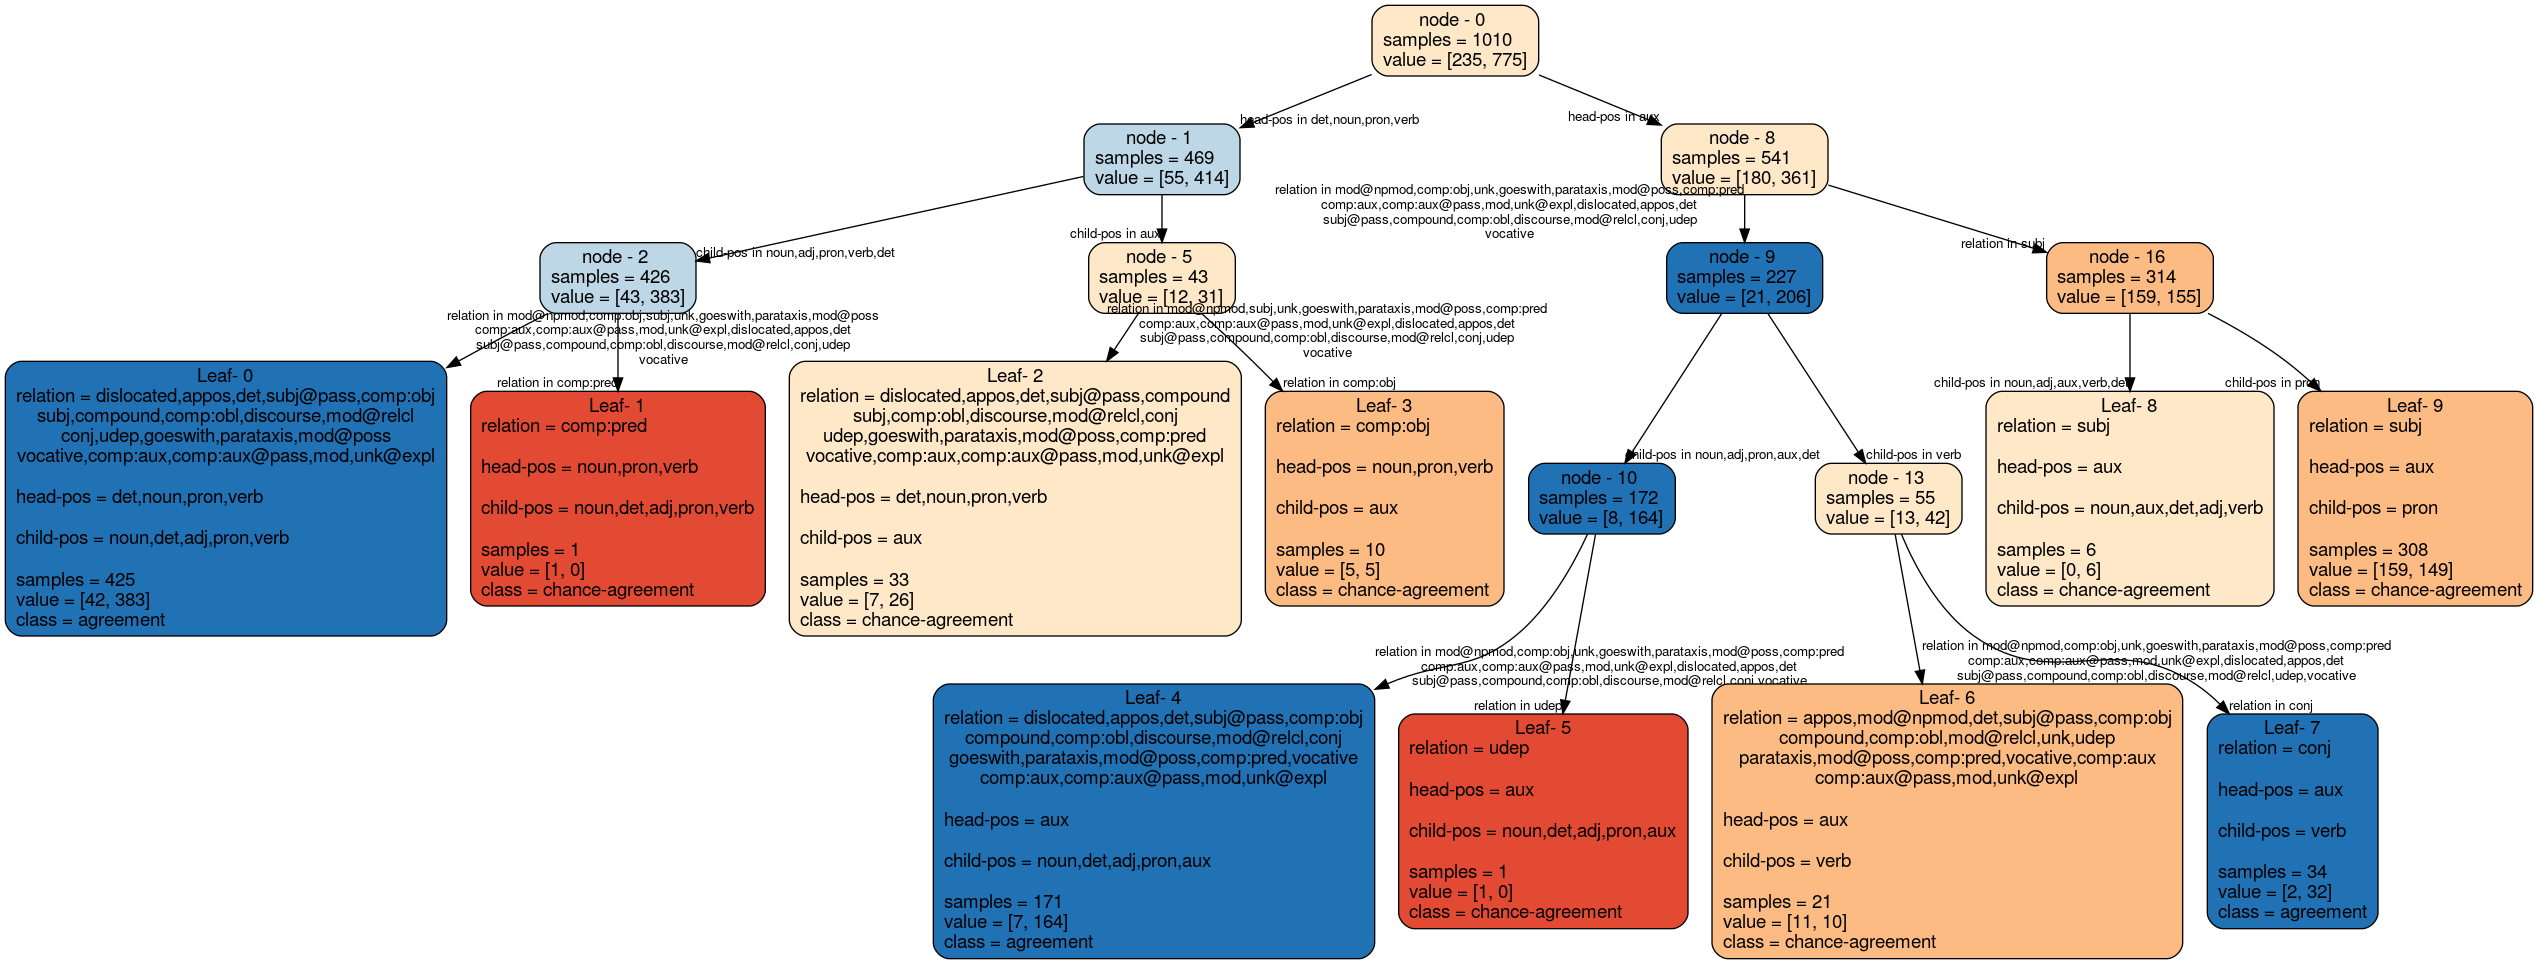 node - 0
samples = 1010
value = [235, 775]
head-pos in det,noun,pron,verb
head-pos in aux
node - 1
samples = 469
value = [55, 414]
node - 8
samples = 541
value = [180, 361]
child-pos in noun,adj,pron,verb,det
child-pos in aux
relation in mod@npmod,comp:obj,unk,goeswith,parataxis,mod@poss,comp:pred
comp:aux,comp:aux@pass,mod,unk@expl,dislocated,appos,det
subj@pass,compound,comp:obl,discourse,mod@relcl,conj,udep
vocative
relation in subj
node - 2
samples = 426
value = [43, 383]
node - 5
samples = 43
value = [12, 31]
node - 9
samples = 227
value = [21, 206]
node - 16
samples = 314
value = [159, 155]
relation in mod@npmod,comp:obj,subj,unk,goeswith,parataxis,mod@poss
comp:aux,comp:aux@pass,mod,unk@expl,dislocated,appos,det
subj@pass,compound,comp:obl,discourse,mod@relcl,conj,udep
vocative
relation in comp:pred
relation in mod@npmod,subj,unk,goeswith,parataxis,mod@poss,comp:pred
comp:aux,comp:aux@pass,mod,unk@expl,dislocated,appos,det
subj@pass,compound,comp:obl,discourse,mod@relcl,conj,udep
vocative
relation in comp:obj
child-pos in noun,adj,aux,verb,det
child-pos in pron
Leaf- 0
relation = dislocated,appos,det,subj@pass,comp:obj
subj,compound,comp:obl,discourse,mod@relcl
conj,udep,goeswith,parataxis,mod@poss
vocative,comp:aux,comp:aux@pass,mod,unk@expl
head-pos = det,noun,pron,verb
child-pos = noun,det,adj,pron,verb
samples = 425
value = [42, 383]
class = agreement
Leaf- 1
relation = comp:pred
head-pos = noun,pron,verb
child-pos = noun,det,adj,pron,verb
samples = 1
value = [1, 0]
class = chance-agreement
Leaf- 2
relation = dislocated,appos,det,subj@pass,compound
subj,comp:obl,discourse,mod@relcl,conj
udep,goeswith,parataxis,mod@poss,comp:pred
vocative,comp:aux,comp:aux@pass,mod,unk@expl
head-pos = det,noun,pron,verb
child-pos = aux
samples = 33
value = [7, 26]
class = chance-agreement
Leaf- 3
relation = comp:obj
head-pos = noun,pron,verb
child-pos = aux
samples = 10
value = [5, 5]
class = chance-agreement
Leaf- 8
relation = subj
head-pos = aux
child-pos = noun,aux,det,adj,verb
samples = 6
value = [0, 6]
class = chance-agreement
Leaf- 9
relation = subj
head-pos = aux
child-pos = pron
samples = 308
value = [159, 149]
class = chance-agreement
child-pos in noun,adj,pron,aux,det
child-pos in verb
node - 10
samples = 172
value = [8, 164]
node - 13
samples = 55
value = [13, 42]
relation in mod@npmod,comp:obj,unk,goeswith,parataxis,mod@poss,comp:pred
comp:aux,comp:aux@pass,mod,unk@expl,dislocated,appos,det
subj@pass,compound,comp:obl,discourse,mod@relcl,conj,vocative
relation in udep
relation in mod@npmod,comp:obj,unk,goeswith,parataxis,mod@poss,comp:pred
comp:aux,comp:aux@pass,mod,unk@expl,dislocated,appos,det
subj@pass,compound,comp:obl,discourse,mod@relcl,udep,vocative
relation in conj
Leaf- 4
relation = dislocated,appos,det,subj@pass,comp:obj
compound,comp:obl,discourse,mod@relcl,conj
goeswith,parataxis,mod@poss,comp:pred,vocative
comp:aux,comp:aux@pass,mod,unk@expl
head-pos = aux
child-pos = noun,det,adj,pron,aux
samples = 171
value = [7, 164]
class = agreement
Leaf- 5
relation = udep
head-pos = aux
child-pos = noun,det,adj,pron,aux
samples = 1
value = [1, 0]
class = chance-agreement
Leaf- 6
relation = appos,mod@npmod,det,subj@pass,comp:obj
compound,comp:obl,mod@relcl,unk,udep
parataxis,mod@poss,comp:pred,vocative,comp:aux
comp:aux@pass,mod,unk@expl
head-pos = aux
child-pos = verb
samples = 21
value = [11, 10]
class = chance-agreement
Leaf- 7
relation = conj
head-pos = aux
child-pos = verb
samples = 34
value = [2, 32]
class = agreement